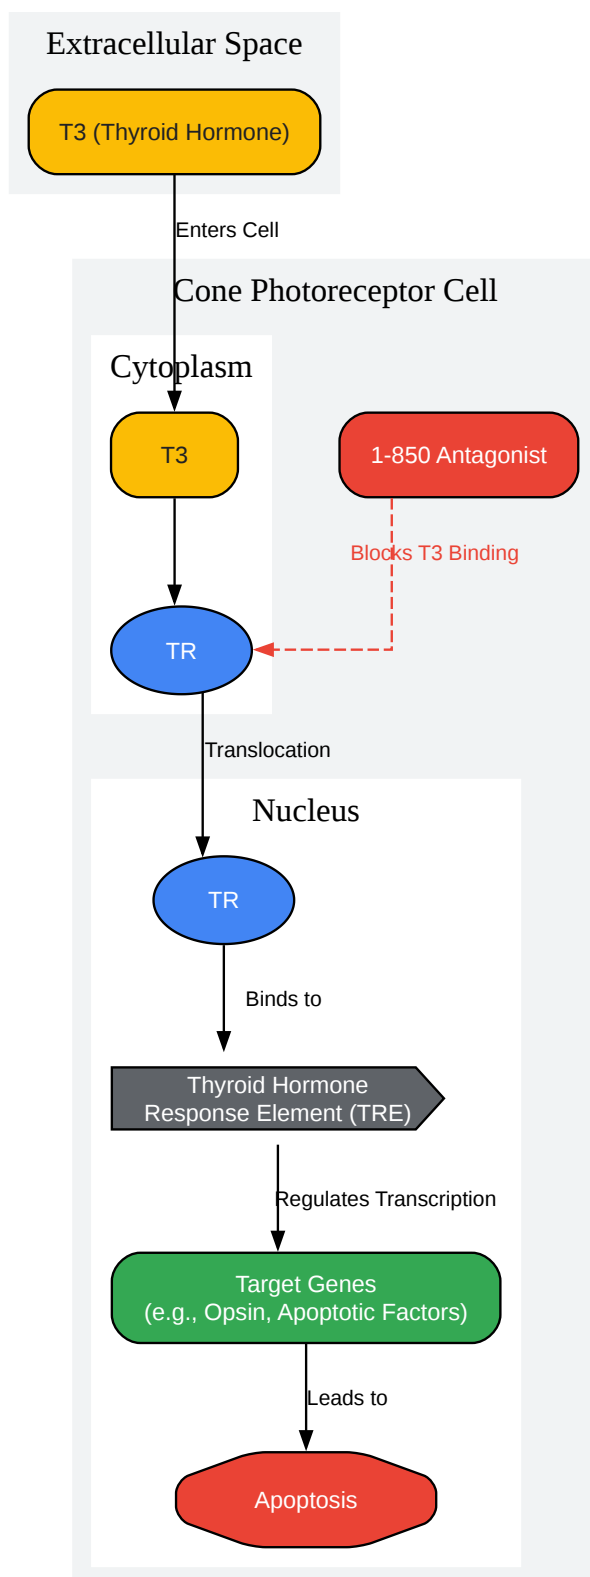 Extracellular Space
T3 (Thyroid Hormone)
Enters Cell
Cone Photoreceptor Cell
Cytoplasm
T3
1-850 Antagonist
Blocks T3 Binding
TR
Translocation
Nucleus
TR
Binds to
Thyroid Hormone
Response Element (TRE)
Regulates Transcription
Target Genes
(e.g., Opsin, Apoptotic Factors)
Leads to
Apoptosis